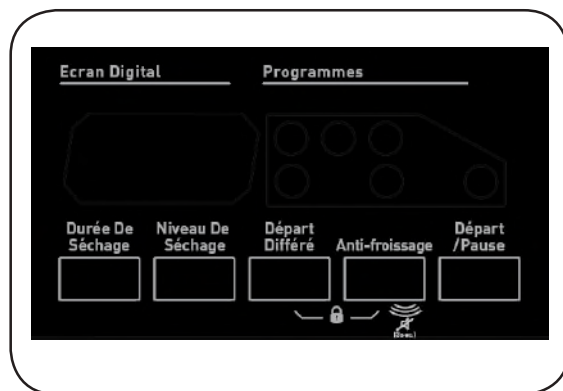 Ecran Digital
Programmes
Durée De
Séchage
Niveau De
Séchage
Départ
Différé
Anti-froissage
Départ
/Pause